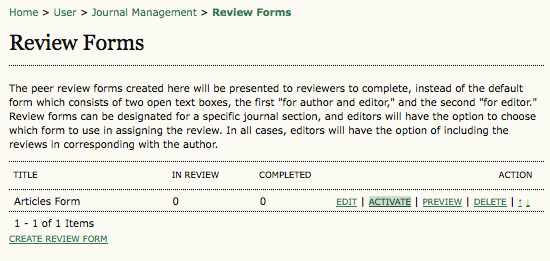 Home > User > Journal Management > Review Forms
Review Forms
The peer review forms created here will be presented to reviewers to complete, instead of the default
form which consists of two open text boxes, the first "for author and editor," and the second "for editor."
Review forms can be designated for a specific journal section, and editors will have the option to choose
which form to use in assigning the review. In all cases, editors will have the option of including the
reviews in corresponding with the author.
TITLE IN REVIEW COMPLETED ACTION
Articles Form 0 0 EDIT | ACTIVATE | PREVIEW | DELETE | ↑ ↓
1 - 1 of 1 Items
CREATE REVIEW FORM